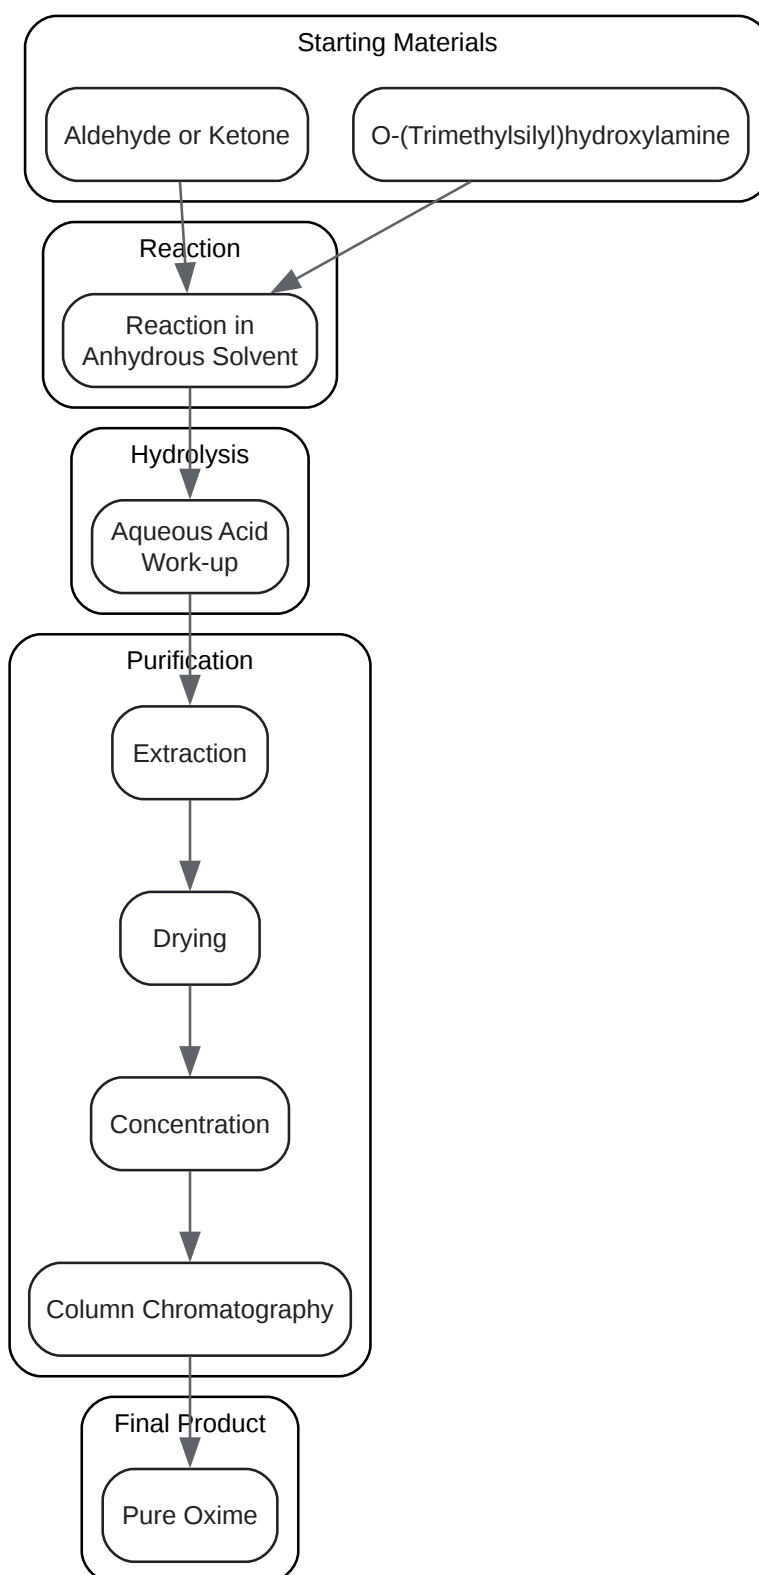 Starting Materials
Aldehyde or Ketone
O-(Trimethylsilyl)hydroxylamine
Reaction
Reaction in
Anhydrous Solvent
Hydrolysis
Aqueous Acid
Work-up
Purification
Extraction
Drying
Concentration
Column Chromatography
Final Product
Pure Oxime